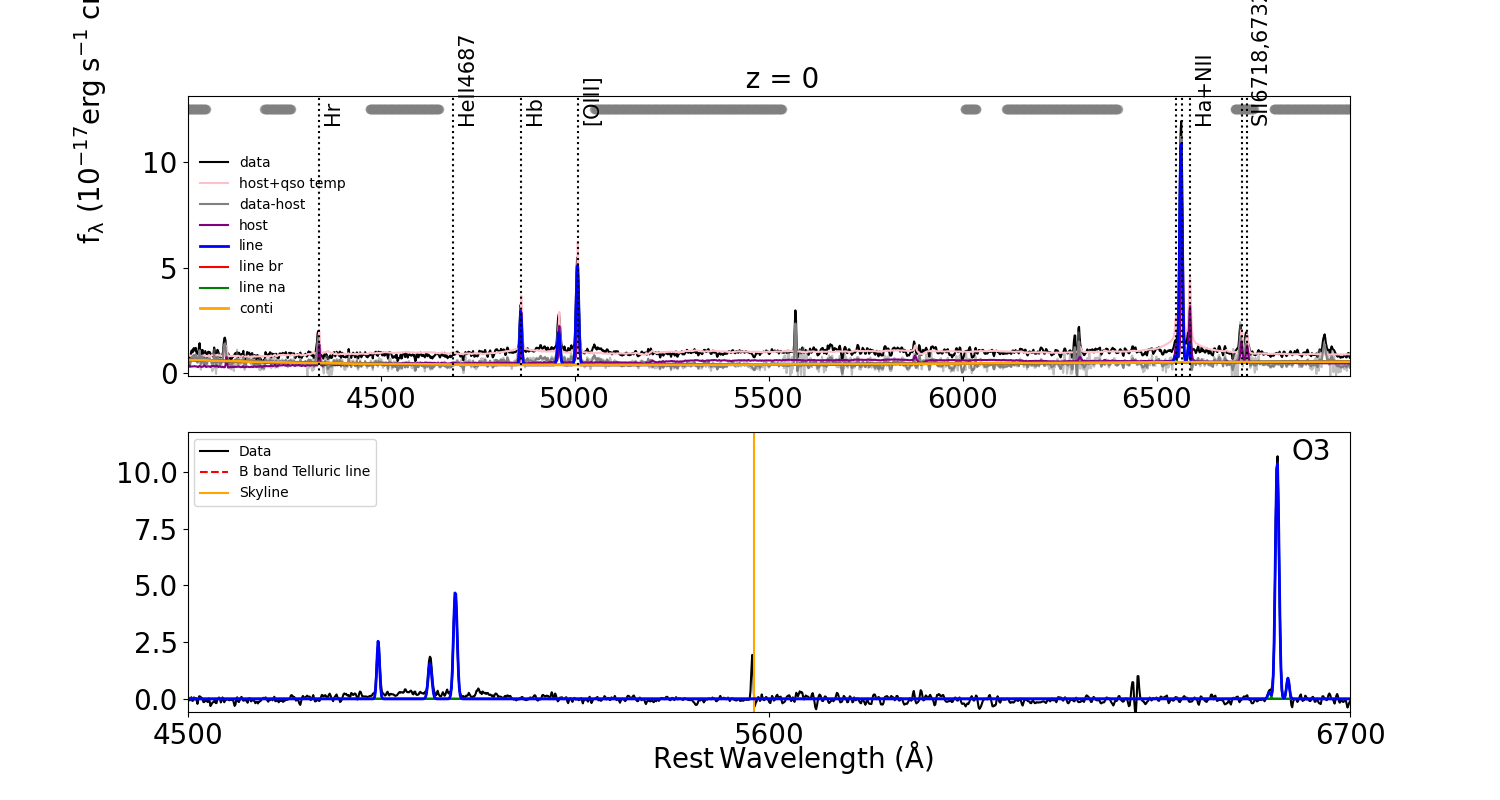 z = 0
Hr
HeII4687
Hb
[OIII]
Ha+NII
SII6718,673
f_λ (10^−17 erg s^−1 c
10
5
0
data
host+qso temp
data-host
host
line
line br
line na
conti
4500 5000 5500 6000 6500
O3
Data
B band Telluric line
Skyline
10.0
7.5
5.0
2.5
0.0
4500 5600 6700
Rest Wavelength (Å)